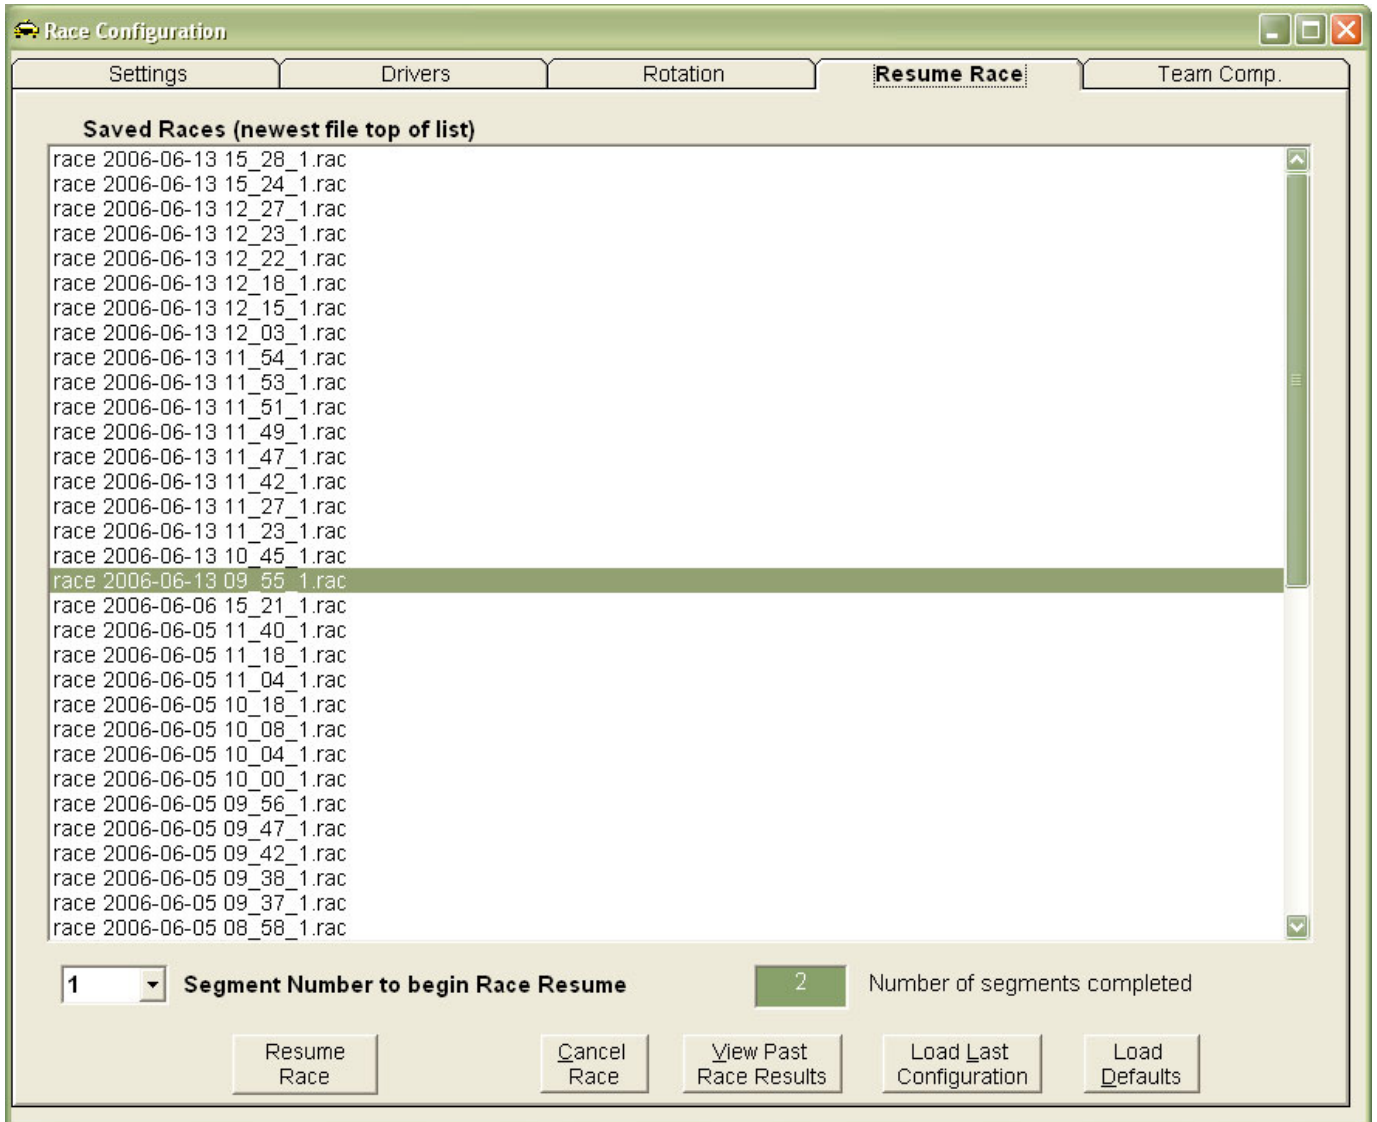 Race Configuration
Settings Drivers Rotation Resume Race Team Comp.
Saved Races (newest file top of list)
race 2006-06-13 15_28_1.rac
race 2006-06-13 15_24_1.rac
race 2006-06-13 12_27_1.rac
race 2006-06-13 12_23_1.rac
race 2006-06-13 12_22_1.rac
race 2006-06-13 12_18_1.rac
race 2006-06-13 12_15_1.rac
race 2006-06-13 12_03_1.rac
race 2006-06-13 11_54_1.rac
race 2006-06-13 11_53_1.rac
race 2006-06-13 11_51_1.rac
race 2006-06-13 11_49_1.rac
race 2006-06-13 11_47_1.rac
race 2006-06-13 11_42_1.rac
race 2006-06-13 11_27_1.rac
race 2006-06-13 11_23_1.rac
race 2006-06-13 10_45_1.rac
race 2006-06-13 09_55_1.rac
race 2006-06-06 15_21_1.rac
race 2006-06-05 11_40_1.rac
race 2006-06-05 11_18_1.rac
race 2006-06-05 11_04_1.rac
race 2006-06-05 10_18_1.rac
race 2006-06-05 10_08_1.rac
race 2006-06-05 10_04_1.rac
race 2006-06-05 10_00_1.rac
race 2006-06-05 09_56_1.rac
race 2006-06-05 09_47_1.rac
race 2006-06-05 09_42_1.rac
race 2006-06-05 09_38_1.rac
race 2006-06-05 09_37_1.rac
race 2006-06-05 08_58_1.rac
1 Segment Number to begin Race Resume 2 Number of segments completed
Resume Race
Cancel Race
View Past Race Results
Load Last Configuration
Load Defaults